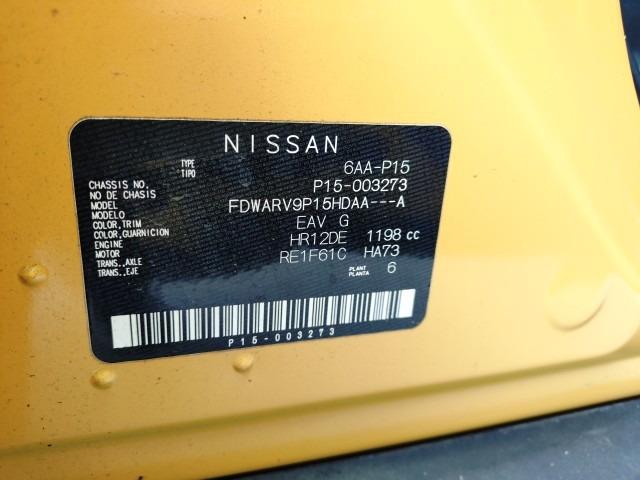 NISSAN
TYPE 6AA-P15
TIPO
CHASSIS NO. P15-003273
NO DE CHASIS
MODEL FDWARV9P15HDAA---A
MODELO
COLOR,TRIM EAV G
COLOR,GUARNICION
ENGINE HR12DE 1198 cc
MOTOR
TRANS.,AXLE RE1F61C HA73
TRANS.,EJE
PLANT 6
PLANTA
P15-003273